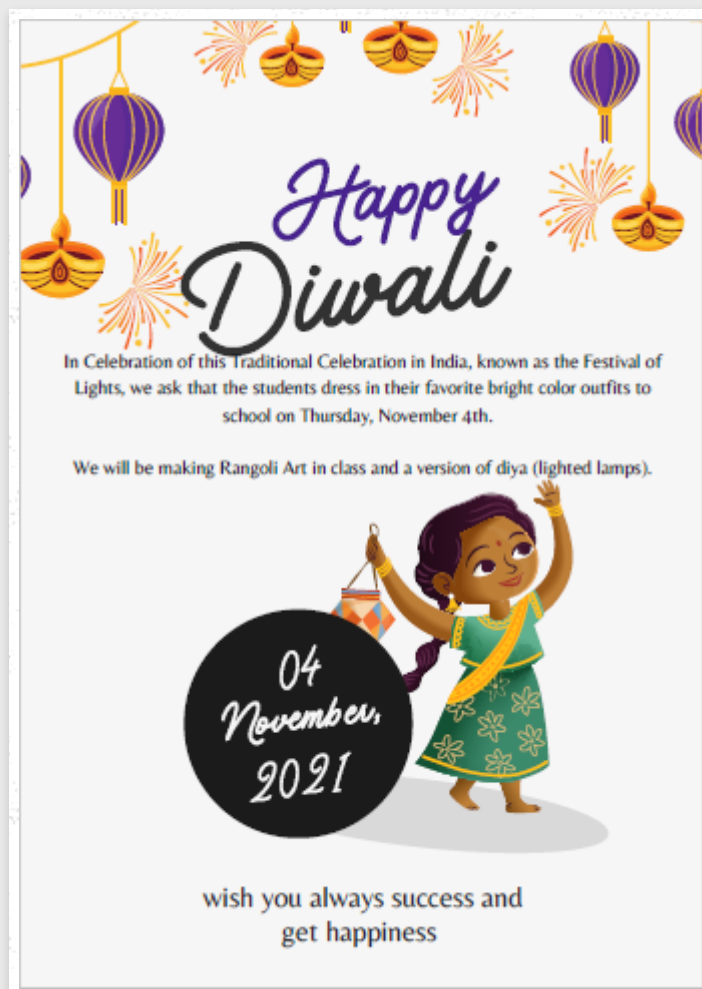 Happy
Diwali
In Celebration of this Traditional Celebration in India, known as the Festival of
Lights, we ask that the students dress in their favorite bright color outfits to
school on Thursday, November 4th.
We will be making Rangoli Art in class and a version of diya (lighted lamps).
04
November,
2021
wish you always success and
get happiness